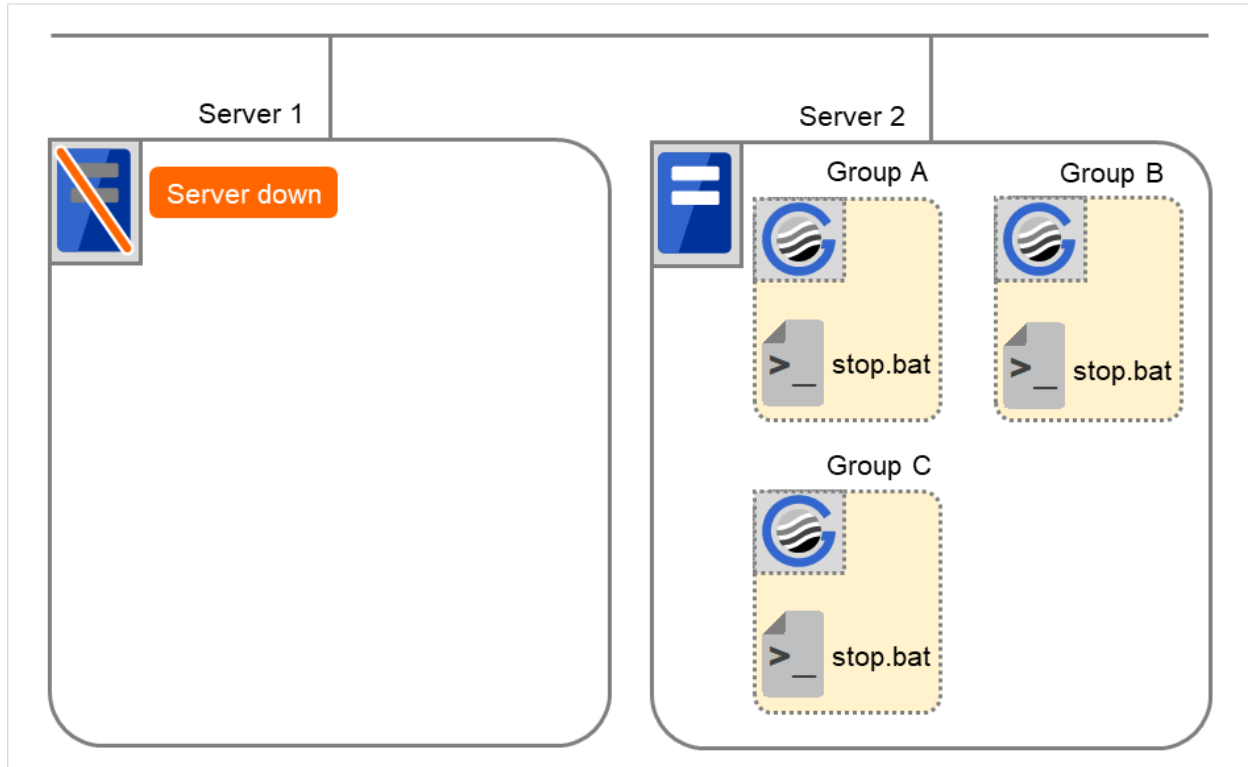 Server 1
Server down
Server 2
Group A
Group B
>_ stop.bat
>_ stop.bat
Group C
>_ stop.bat